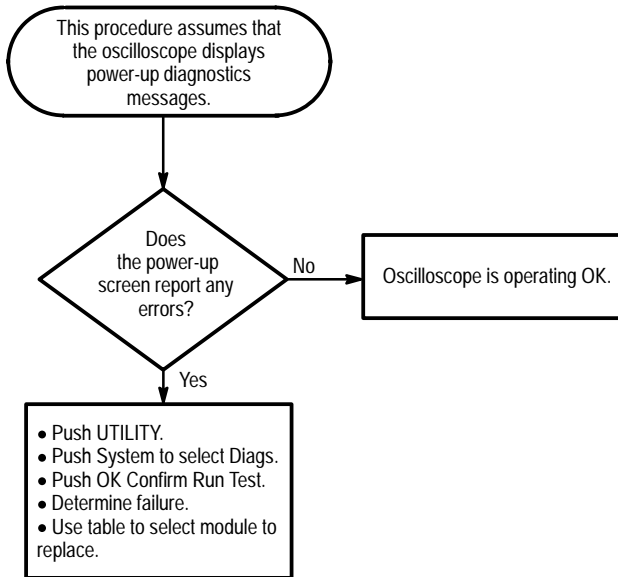 This procedure assumes that
the oscilloscope displays
power-up diagnostics
messages.
Does
the power-up
screen report any
errors?
No
Oscilloscope is operating OK.
Yes
● Push UTILITY.
● Push System to select Diags.
● Push OK Confirm Run Test.
● Determine failure.
● Use table to select module to
replace.